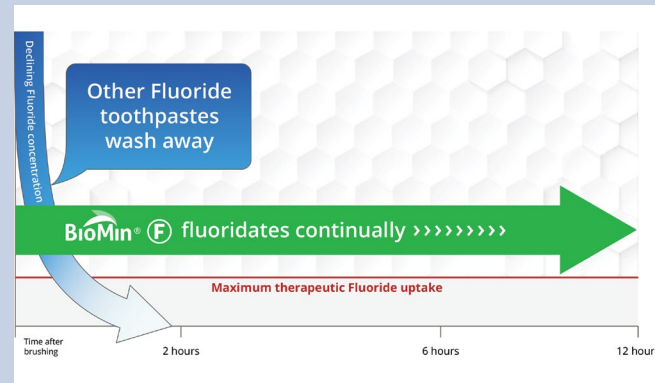 Declining Fluoride concentration
Other Fluoride
toothpastes
wash away
BioMin® F fluoridates continually >>>>>>>>>
Maximum therapeutic Fluoride uptake
Time after
brushing
2 hours
6 hours
12 hour